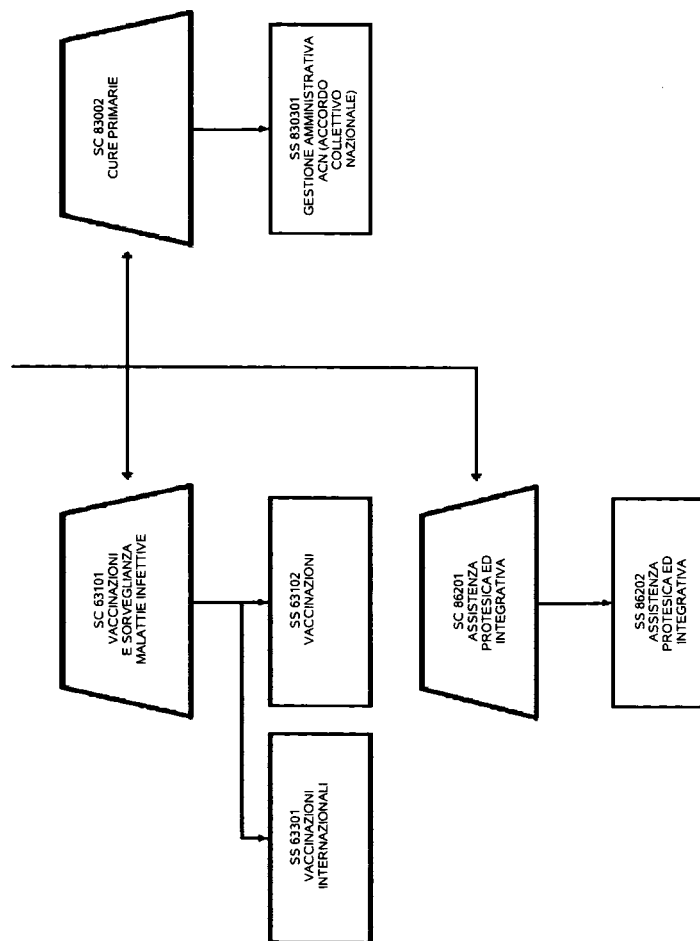 SC 83002
CURE PRIMARIE
SS 830301
GESTIONE AMMINISTRATIVA
ACN (ACCORDO
COLLETTIVO
NAZIONALE)
SC 63101
VACCINAZIONI
E SORVEGLIANZA
MALATTIE INFETTIVE
SS 63102
VACCINAZIONI
SS 63301
VACCINAZIONI
INTERNAZIONALI
SC 86201
ASSISTENZA
PROTESICA ED
INTEGRATIVA
SS 86202
ASSISTENZA
PROTESICA ED
INTEGRATIVA